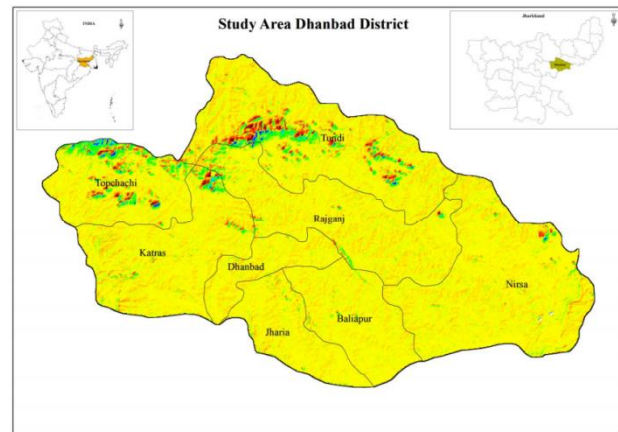 Study Area Dhanbad District
INDIA
Jharkhand
Tundi
Topchachi
Rajganj
Katras
Dhanbad
Nirsa
Jharia
Baliapur